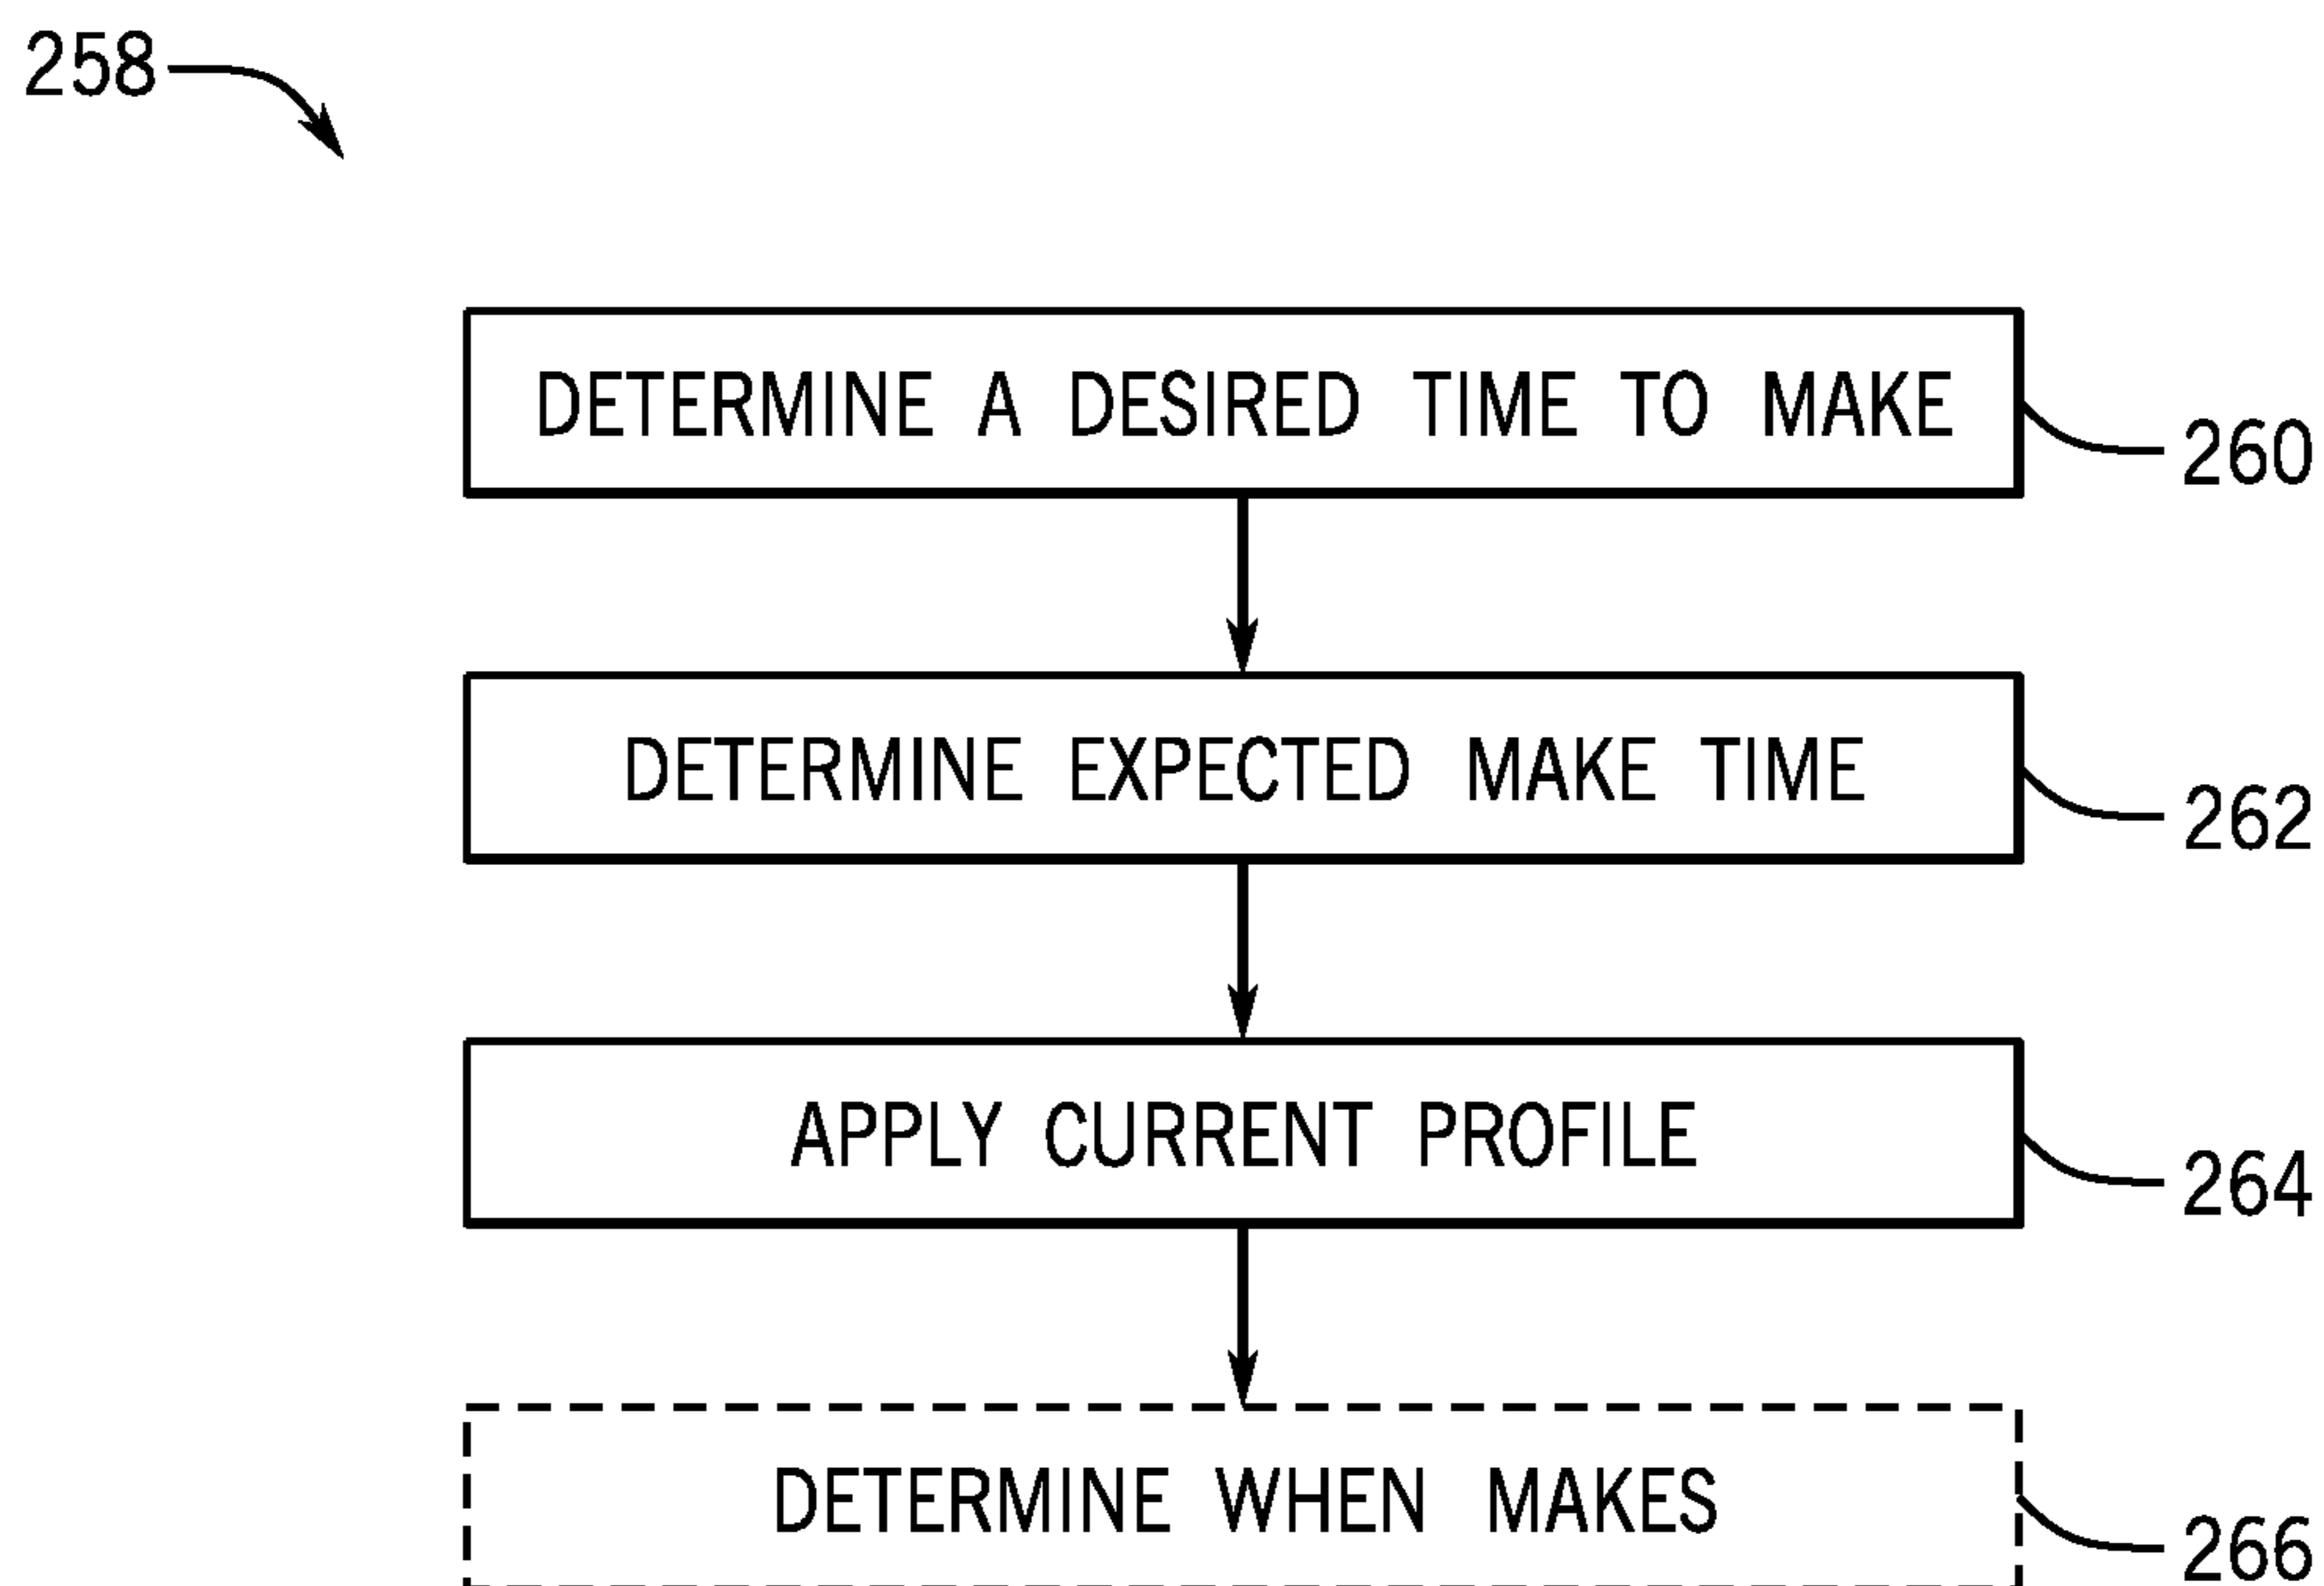 258
DETERMINE A DESIRED TIME TO MAKE
260
DETERMINE EXPECTED MAKE TIME
262
APPLY CURRENT PROFILE
264
DETERMINE WHEN MAKES
266